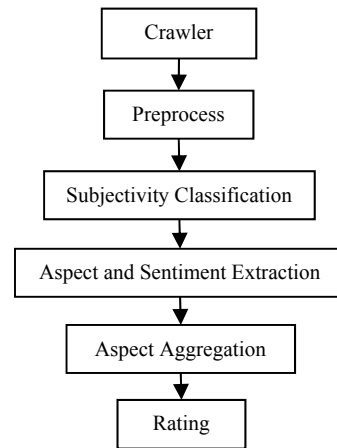 Crawler
Preprocess
Subjectivity Classification
Aspect and Sentiment Extraction
Aspect Aggregation
Rating